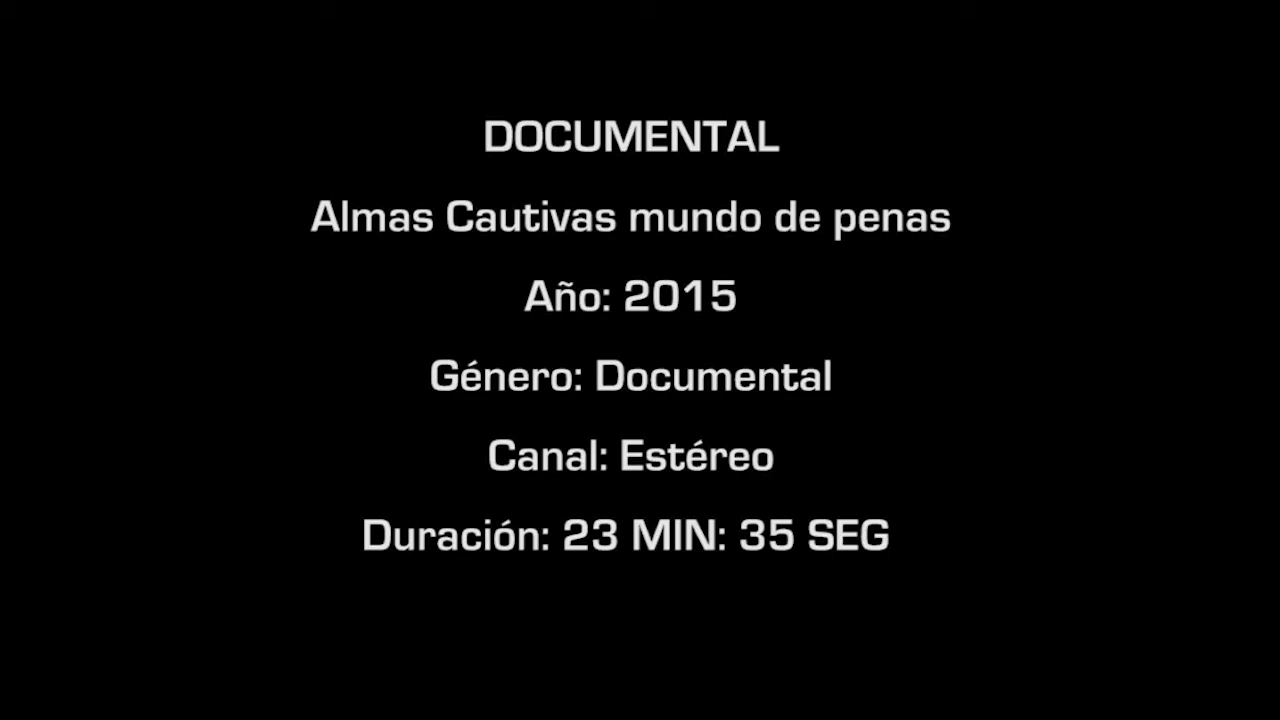 DOCUMENTAL
Almas Cautivas mundo de penas
Año: 2015
Género: Documental
Canal: Estéreo
Duración: 23 MIN: 35 SEG